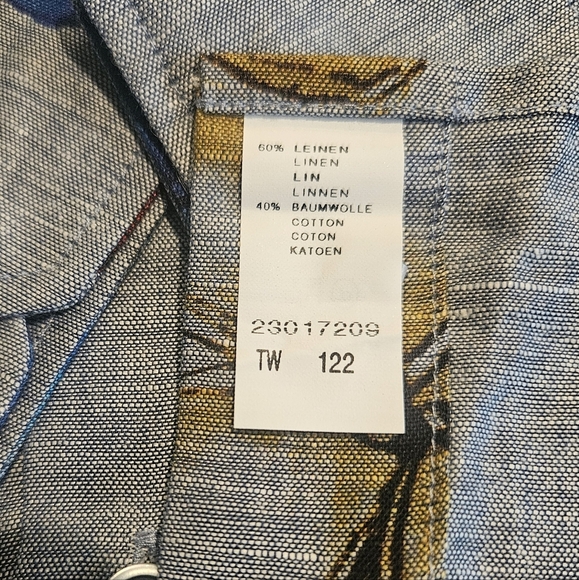 60% LEINEN
LINEN
LIN
LINNEN
40% BAUMWOLLE
COTTON
COTON
KATOEN
23017209
TW 122